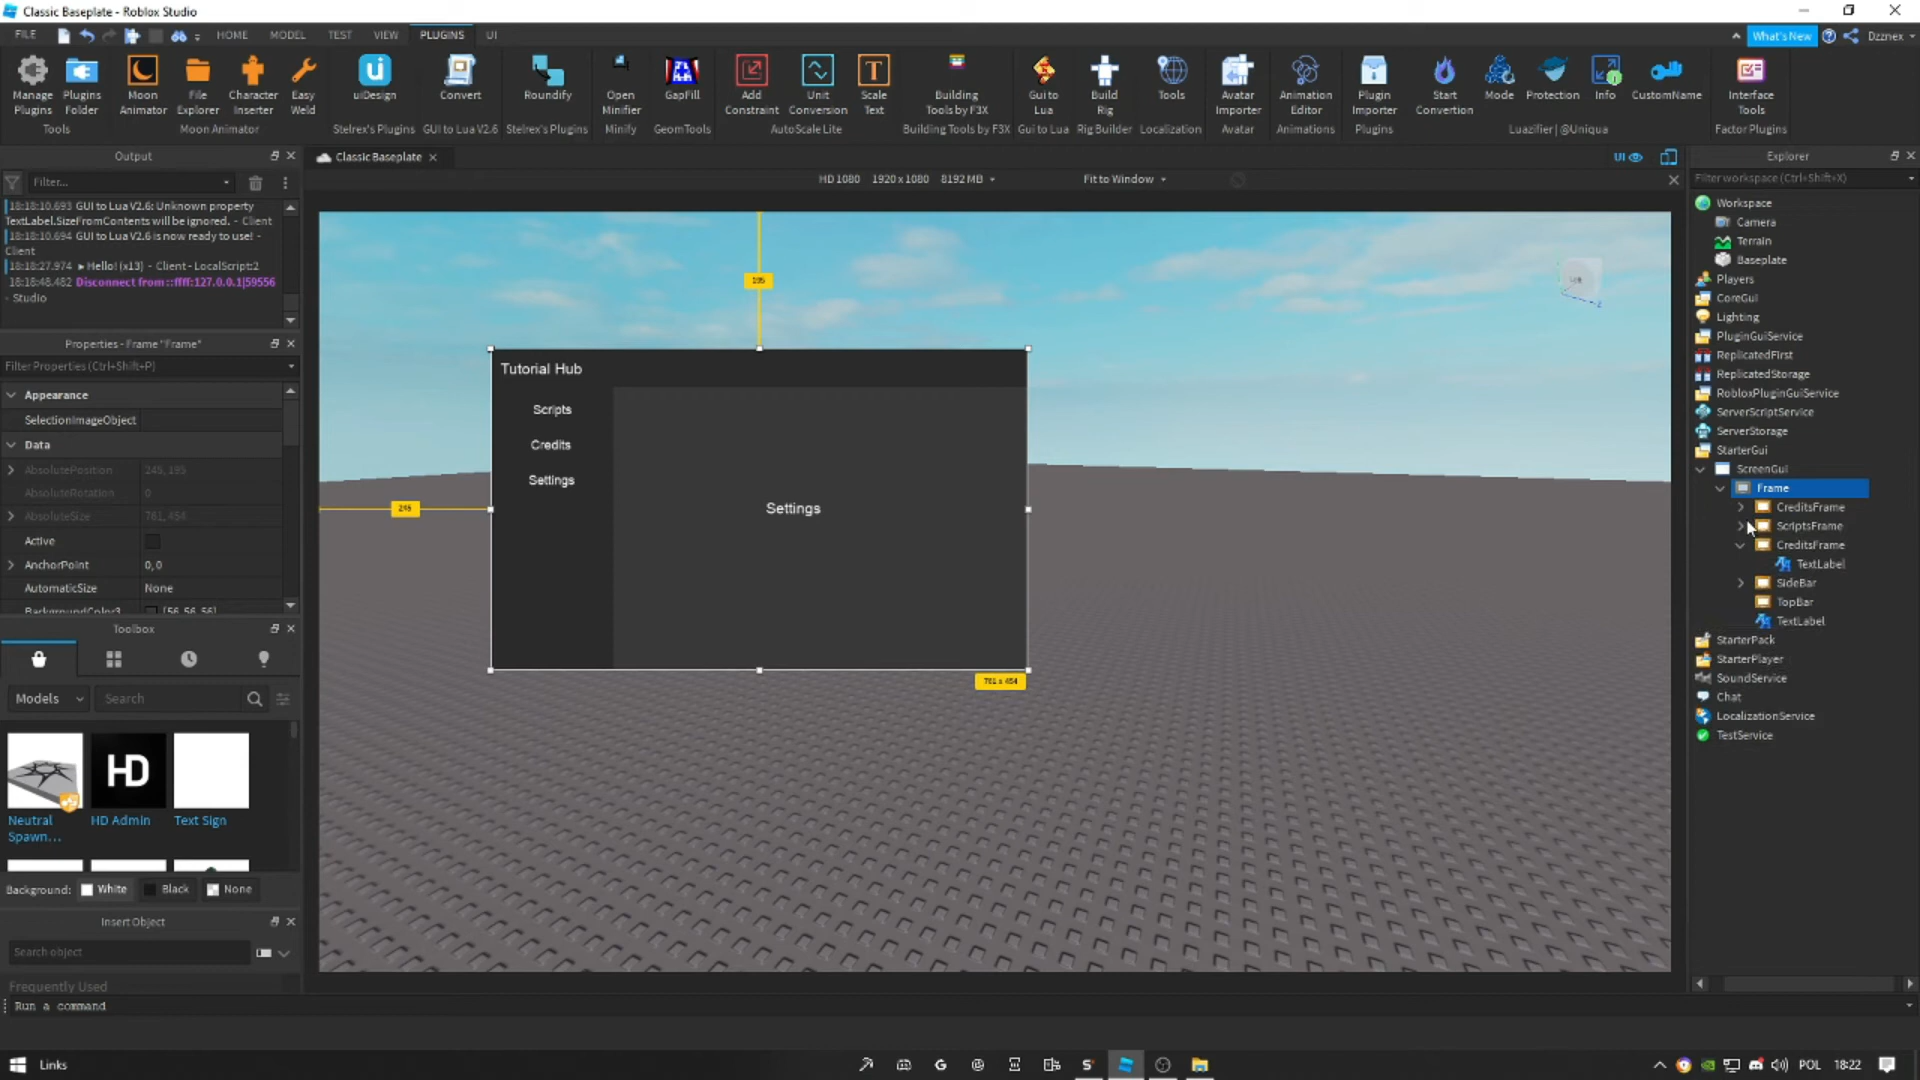 Classic Baseplate - Roblox Studio
FILE
HOME
MODEL
TEST
VIEW
PLUGINS
UI
What's New
Dzznex
Manage Plugins
Plugins Folder
Moon Animator
File Explorer
Character Inserter
Easy Weld
uiDesign
Convert
Roundify
Open Minifier
GapFill
Add Constraint
Unit Conversion
Scale Text
Building Tools by F3X
Gui to Lua
Build Rig
Tools
Avatar Importer
Animation Editor
Plugin Importer
Start Conversion
Mode
Protection
Info
CustomName
Interface Tools
Tools
Moon Animator
Stelrex's Plugins
GUI to Lua V2.6
Stelrex's Plugins
Minify
GeomTools
AutoScale Lite
Building Tools by F3X
Gui to Lua
Rig Builder
Localization
Avatar
Animations
Plugins
Luazifier | @Uniqua
Factor Plugins
Output
Filter...
18:18:10.693 GUI to Lua V2.6: Unknown property
TextLabel.SizeFromContents will be ignored. - Client
18:18:10.694 GUI to Lua V2.6 is now ready to use! -
Client
18:18:27.974 ▸ Hello! (x13) - Client - LocalScript:2
18:18:48.482 Disconnect from ::ffff:127.0.0.1|59556
- Studio
Properties - Frame "Frame"
Filter Properties (Ctrl+Shift+P)
Appearance
SelectionImageObject
Data
AbsolutePosition 245, 195
AbsoluteRotation 0
AbsoluteSize 761, 454
Active
AnchorPoint 0, 0
AutomaticSize None
BackgroundColor3 [56, 56, 56]
Toolbox
Models
Search
Neutral Spawn...
HD
HD Admin
Text Sign
Background:
White
Black
None
Insert Object
Search object
Frequently Used
Run a command
Classic Baseplate
UI
HD 1080 1920 x 1080 8192 MB
Fit to Window
195
245
761 x 454
Tutorial Hub
Scripts
Credits
Settings
Settings
Explorer
Filter workspace (Ctrl+Shift+X)
Workspace
Camera
Terrain
Baseplate
Players
CoreGui
Lighting
PluginGuiService
ReplicatedFirst
ReplicatedStorage
RobloxPluginGuiService
ServerScriptService
ServerStorage
StarterGui
ScreenGui
Frame
CreditsFrame
ScriptsFrame
CreditsFrame
TextLabel
SideBar
TopBar
TextLabel
StarterPack
StarterPlayer
SoundService
Chat
LocalizationService
TestService
Links
POL
18:22